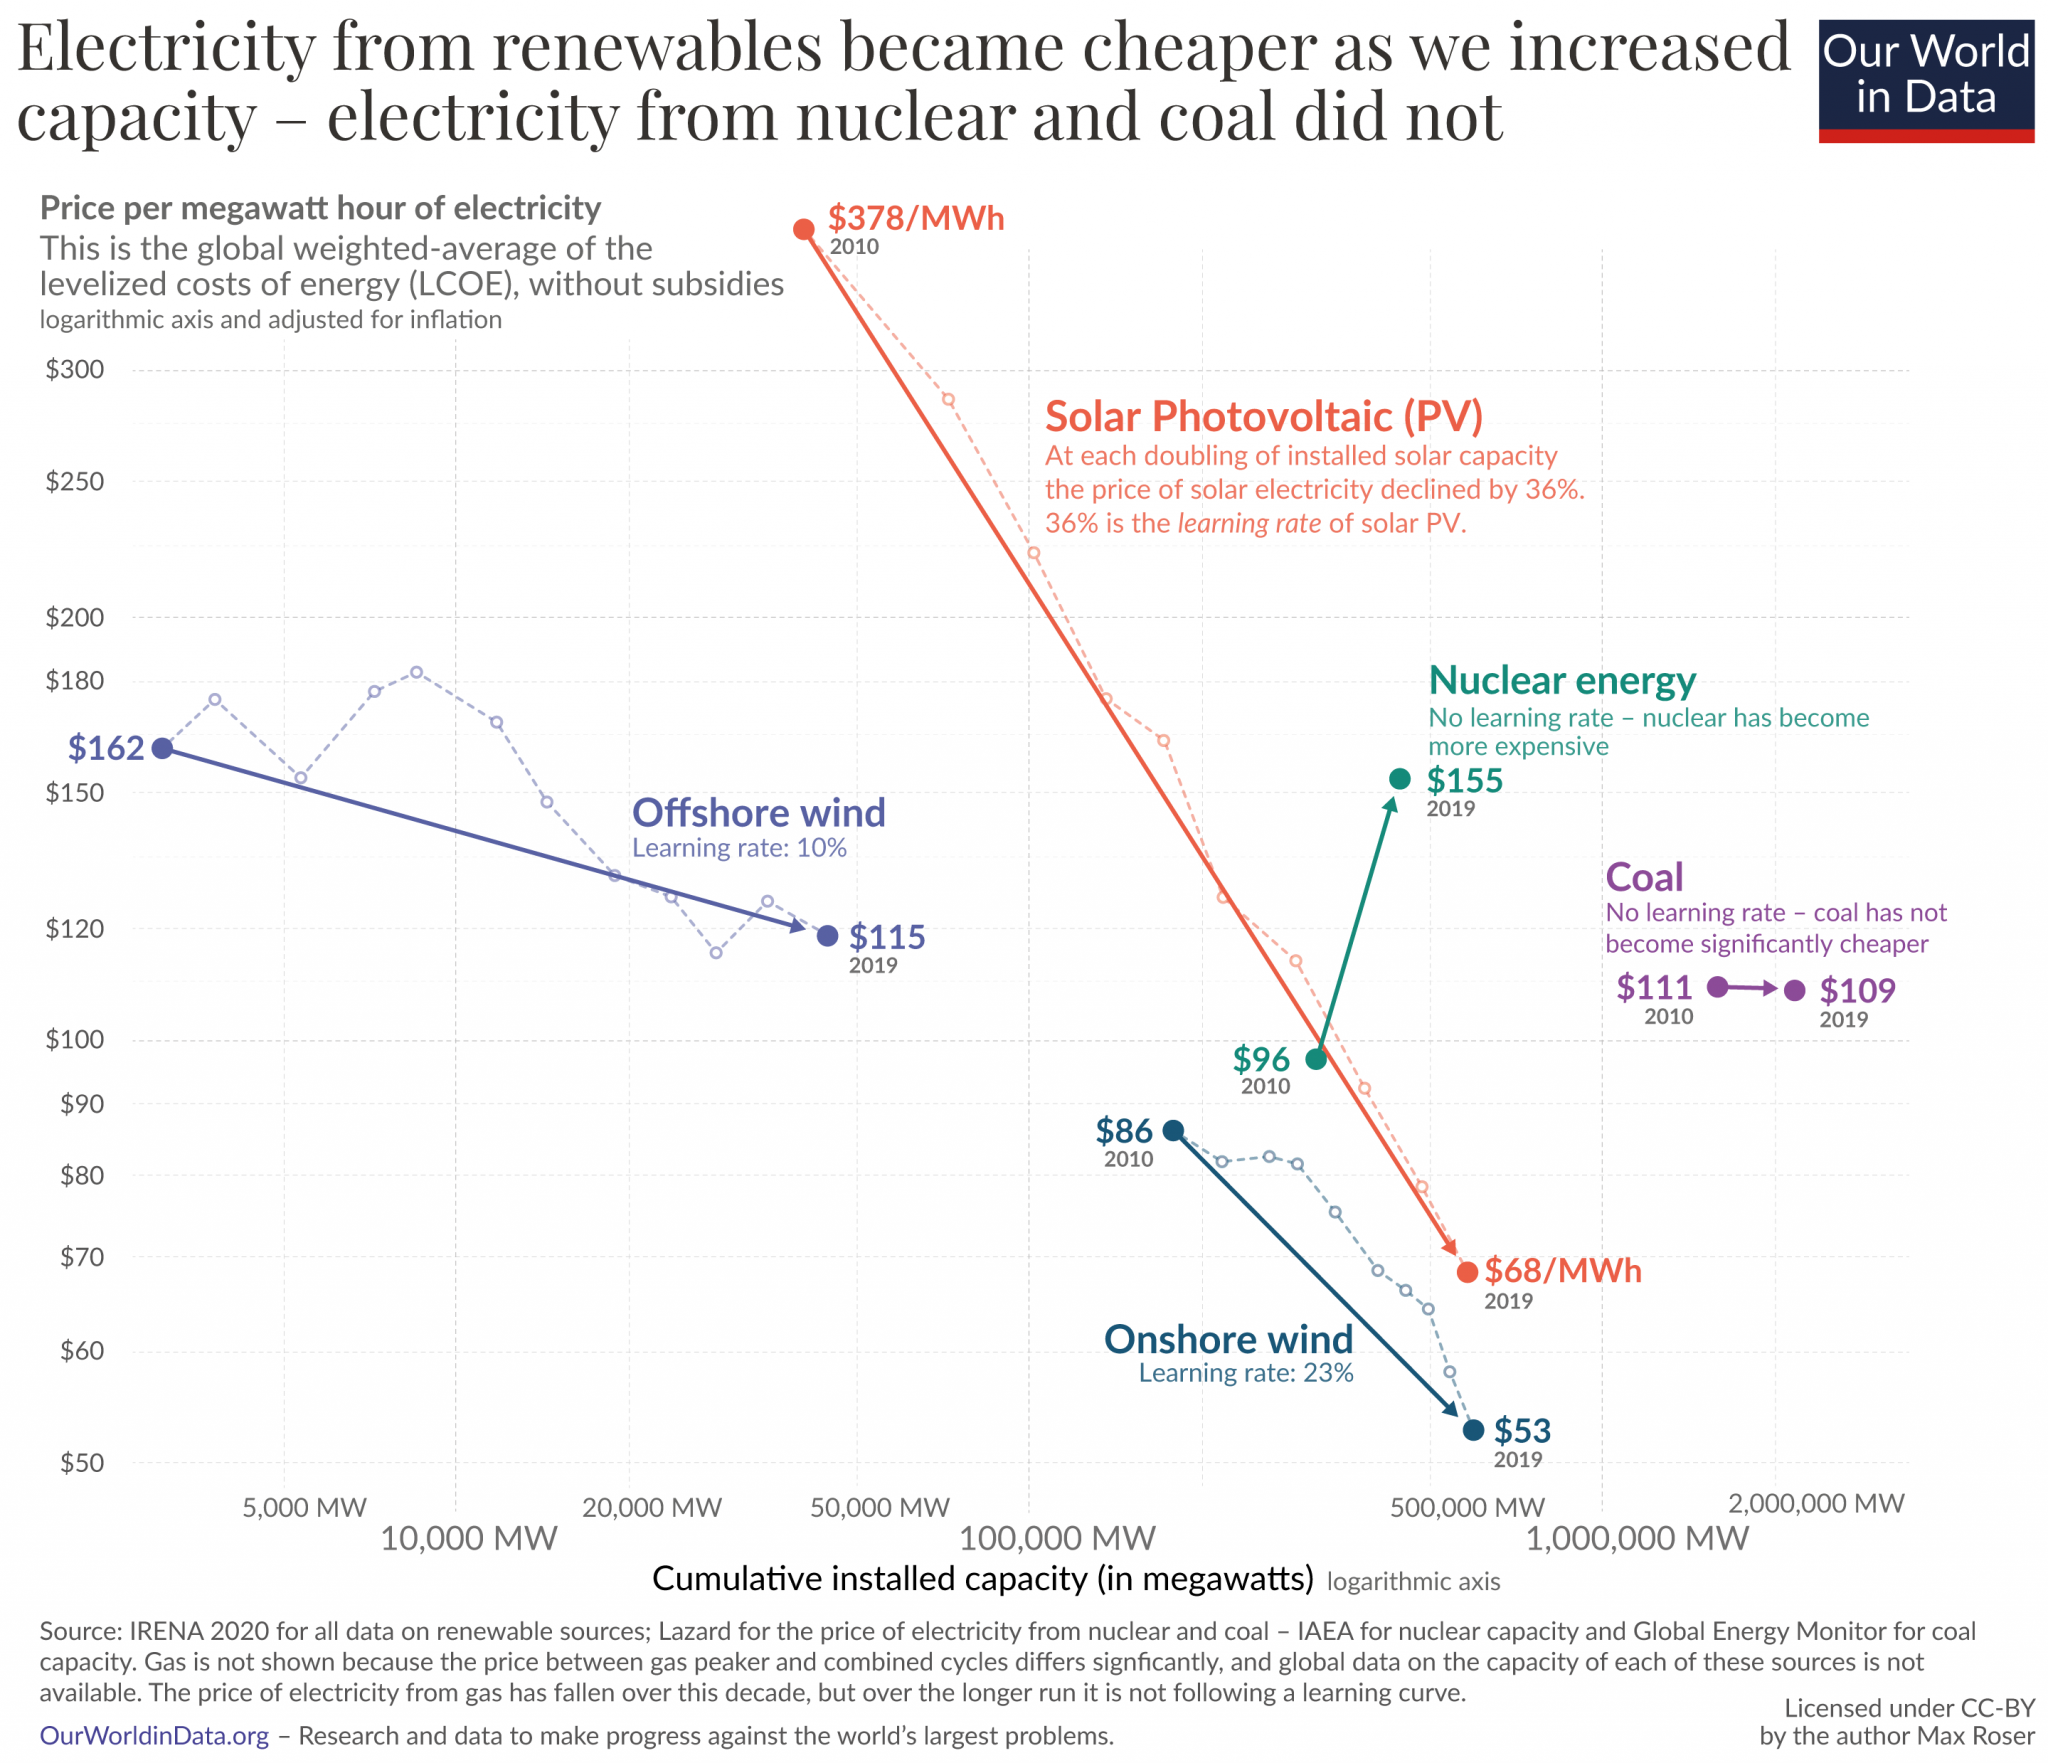 Electricity from renewables became cheaper as we increased
capacity – electricity from nuclear and coal did not
Our World
in Data
Price per megawatt hour of electricity
This is the global weighted-average of the
levelized costs of energy (LCOE), without subsidies
logarithmic axis and adjusted for inflation
$378/MWh
2010
$300
$250
$200
$180
$150
$120
$100
$90
$80
$70
$60
$50
Solar Photovoltaic (PV)
At each doubling of installed solar capacity
the price of solar electricity declined by 36%.
36% is the learning rate of solar PV.
Nuclear energy
No learning rate – nuclear has become
more expensive
$155
2019
$162
Offshore wind
Learning rate: 10%
$115
2019
Coal
No learning rate – coal has not
become significantly cheaper
$111
2010
$109
2019
$96
2010
$86
2010
$68/MWh
2019
Onshore wind
Learning rate: 23%
$53
2019
5,000 MW
10,000 MW
20,000 MW
50,000 MW
100,000 MW
500,000 MW
1,000,000 MW
2,000,000 MW
Cumulative installed capacity (in megawatts) logarithmic axis
Source: IRENA 2020 for all data on renewable sources; Lazard for the price of electricity from nuclear and coal – IAEA for nuclear capacity and Global Energy Monitor for coal
capacity. Gas is not shown because the price between gas peaker and combined cycles differs signficantly, and global data on the capacity of each of these sources is not
available. The price of electricity from gas has fallen over this decade, but over the longer run it is not following a learning curve.
OurWorldinData.org – Research and data to make progress against the world's largest problems.
Licensed under CC-BY
by the author Max Roser